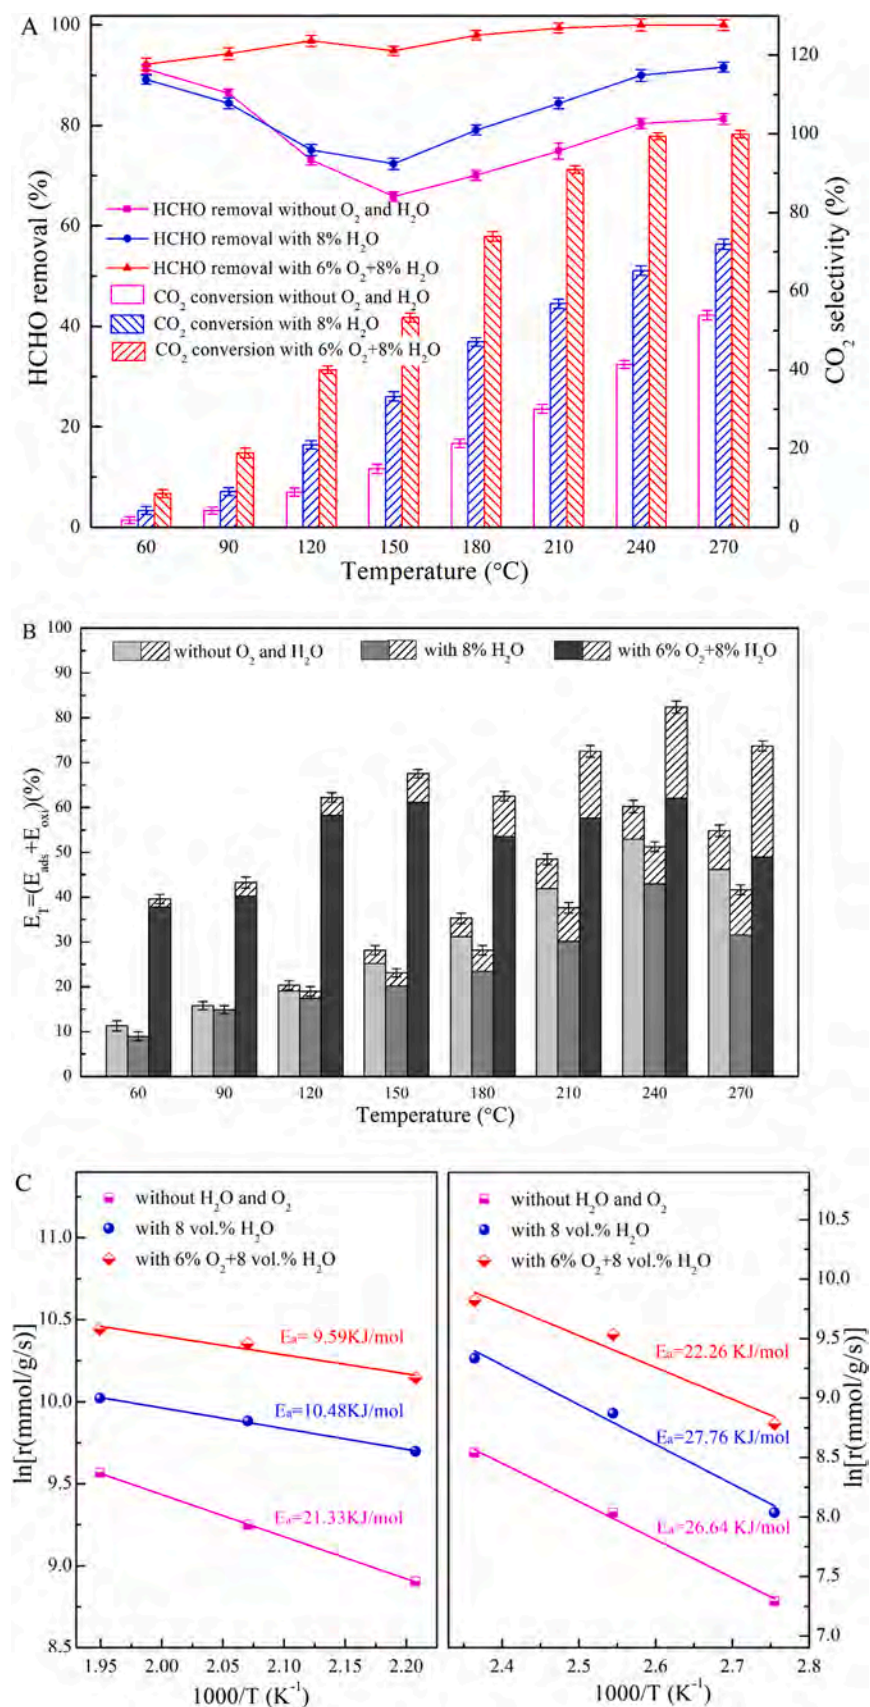 A
100
80
60
40
20
0
HCHO removal (%)
120
100
80
60
40
20
0
CO2 selectivity (%)
HCHO removal without O2 and H2O
HCHO removal with 8% H2O
HCHO removal with 6% O2+8% H2O
CO2 conversion without O2 and H2O
CO2 conversion with 8% H2O
CO2 conversion with 6% O2+8% H2O
60 90 120 150 180 210 240 270
Temperature (°C)
B
100
90
80
70
60
50
40
30
20
10
0
ET=(Eads+Eoxi)(%)
without O2 and H2O with 8% H2O with 6% O2+8% H2O
60 90 120 150 180 210 240 270
Temperature (°C)
C
11.0
10.5
10.0
9.5
9.0
8.5
ln[r(mmol/g/s)]
without H2O and O2
with 8 vol.% H2O
with 6% O2+8 vol.% H2O
Ea= 9.59KJ/mol
Ea=10.48KJ/mol
Ea=21.33KJ/mol
1.95 2.00 2.05 2.10 2.15 2.20
1000/T (K-1)
without H2O and O2
with 8 vol.% H2O
with 6% O2+8 vol.% H2O
Ea=22.26 KJ/mol
Ea=27.76 KJ/mol
Ea=26.64 KJ/mol
10.5
10.0
9.5
9.0
8.5
8.0
7.5
7.0
ln[r(mmol/g/s)]
2.4 2.5 2.6 2.7 2.8
1000/T (K-1)